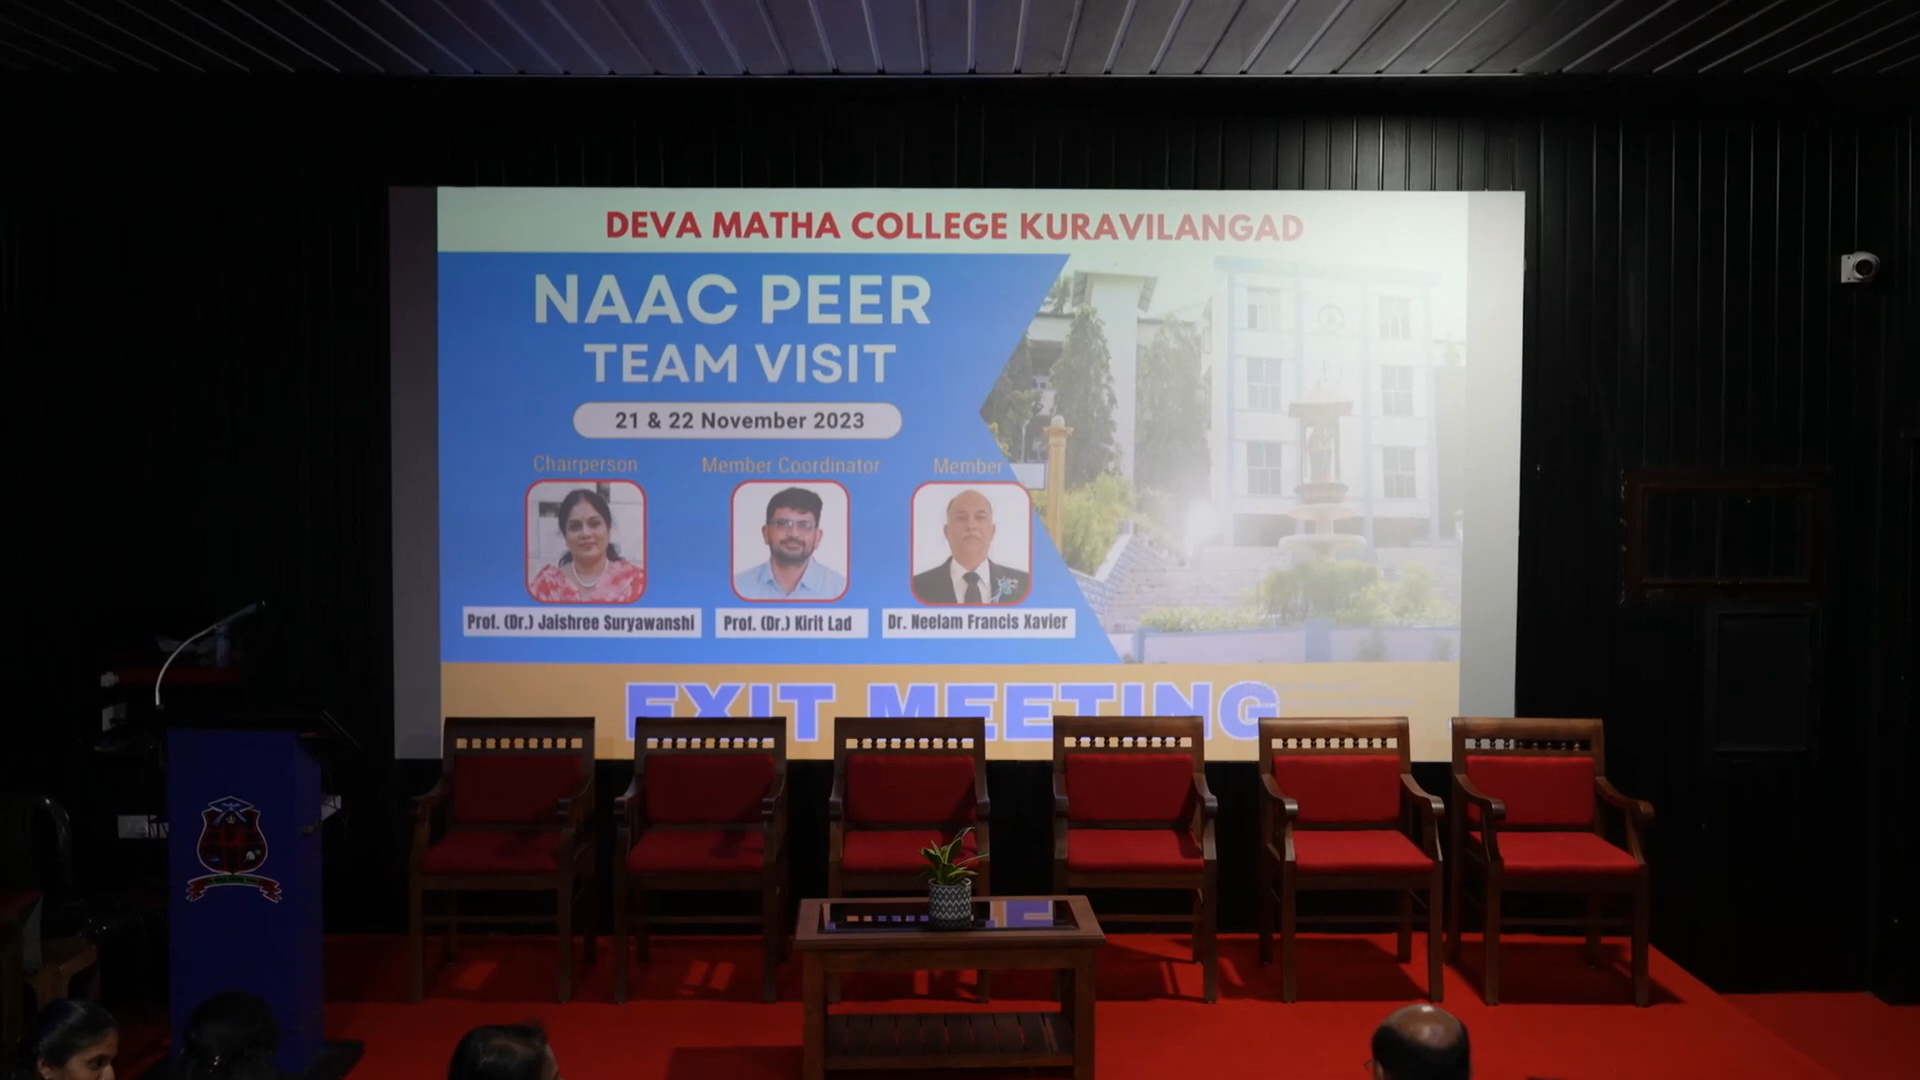 DEVA MATHA COLLEGE KURAVILANGAD
NAAC PEER
TEAM VISIT
21 & 22 November 2023
Chairperson Member Coordinator Member
Prof. (Dr.) Jaishree Suryawanshi Prof. (Dr.) Kirit Lad Dr. Neelam Francis Xavier
EXIT MEETING